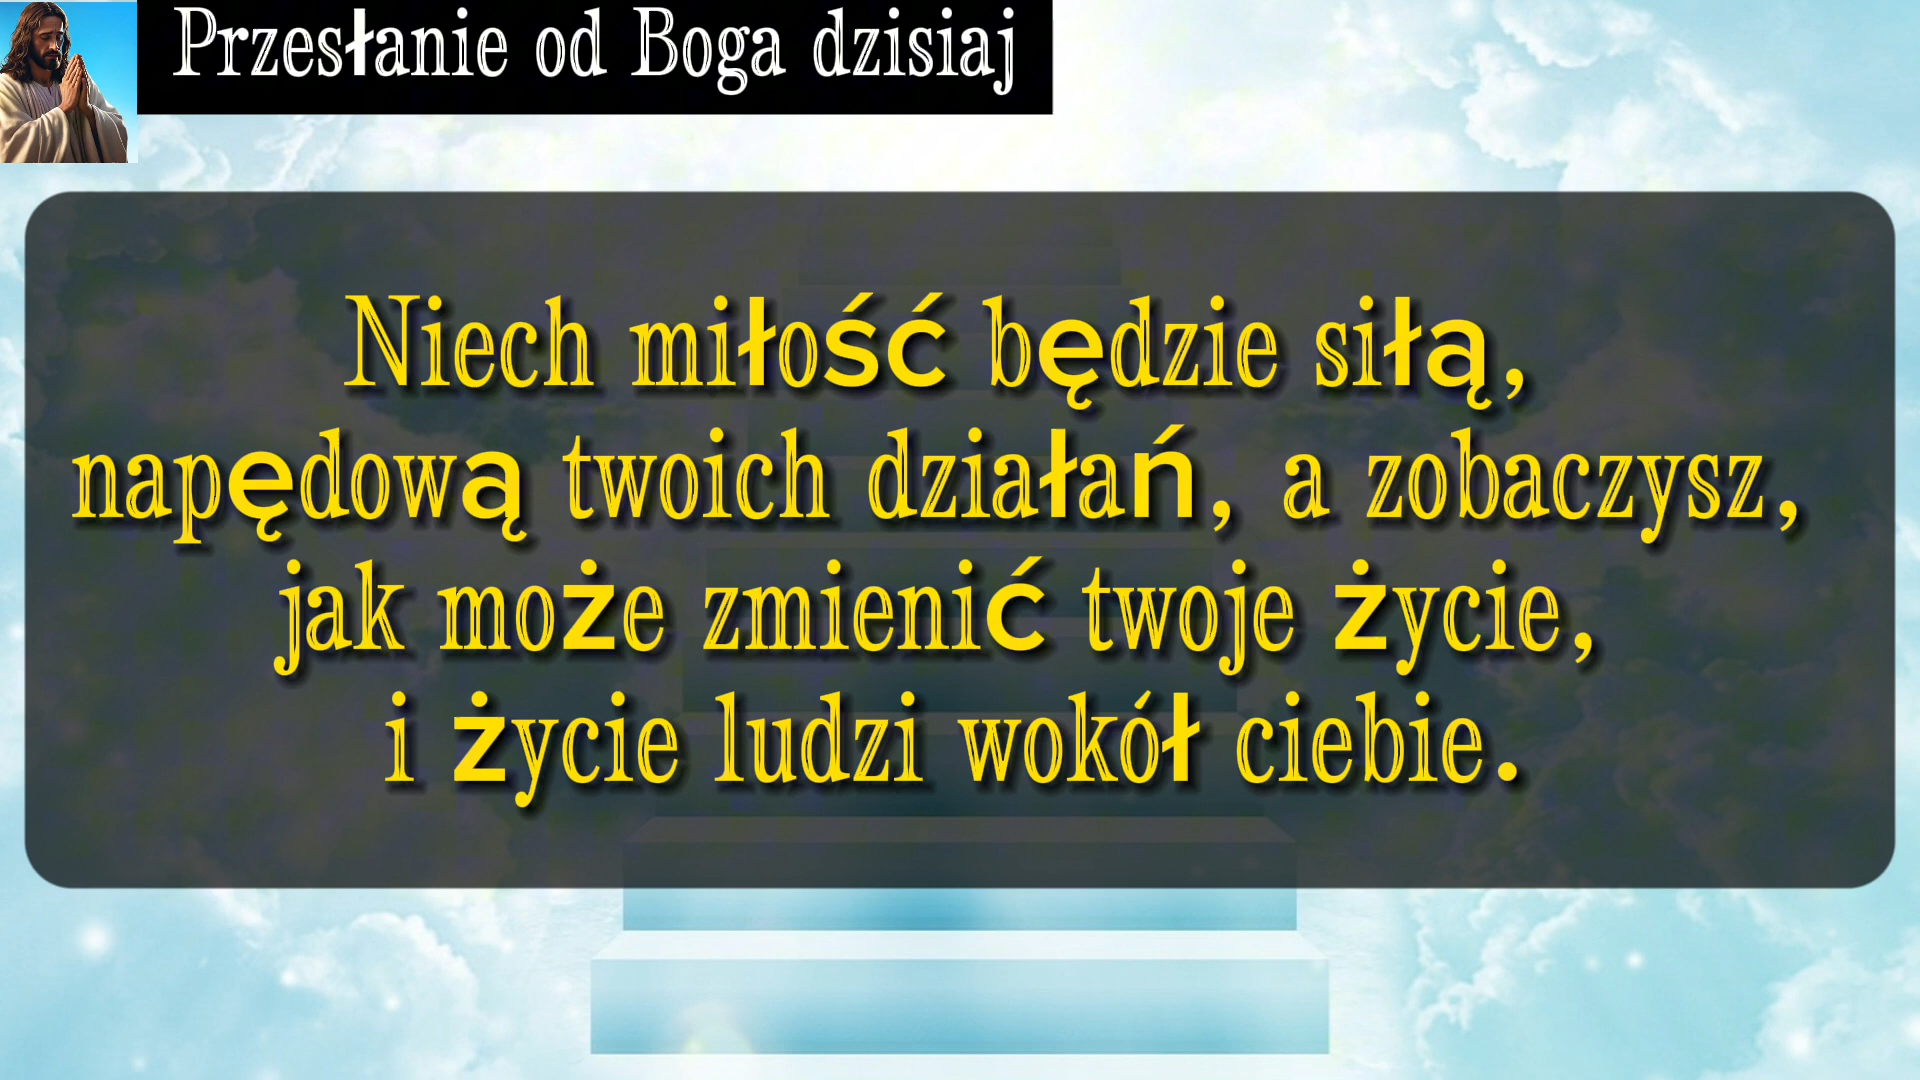 Przesłanie od Boga dzisiaj
Niech miłość będzie siłą,
napędową twoich działań, a zobaczysz,
jak może zmienić twoje życie,
i życie ludzi wokół ciebie.